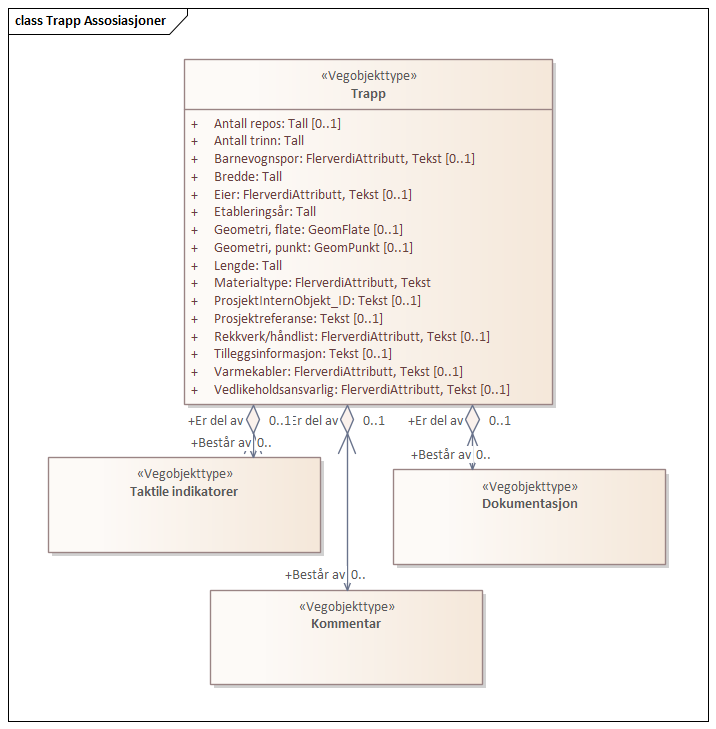 class Trapp Assosiasjoner
«Vegobjekttype»
Trapp
+ Antall repos: Tall [0..1]
+ Antall trinn: Tall
+ Barnevognspor: FlerverdiAttributt, Tekst [0..1]
+ Bredde: Tall
+ Eier: FlerverdiAttributt, Tekst [0..1]
+ Etableringsår: Tall
+ Geometri, flate: GeomFlate [0..1]
+ Geometri, punkt: GeomPunkt [0..1]
+ Lengde: Tall
+ Materialtype: FlerverdiAttributt, Tekst
+ ProsjektInternObjekt_ID: Tekst [0..1]
+ Prosjektreferanse: Tekst [0..1]
+ Rekkverk/håndlist: FlerverdiAttributt, Tekst [0..1]
+ Tilleggsinformasjon: Tekst [0..1]
+ Varmekabler: FlerverdiAttributt, Tekst [0..1]
+ Vedlikeholdsansvarlig: FlerverdiAttributt, Tekst [0..1]
+Er del av 0..1 Er del av 0..1 +Er del av 0..1
+Består av 0..
+Består av 0..
«Vegobjekttype»
Taktile indikatorer
«Vegobjekttype»
Dokumentasjon
+Består av 0..
«Vegobjekttype»
Kommentar